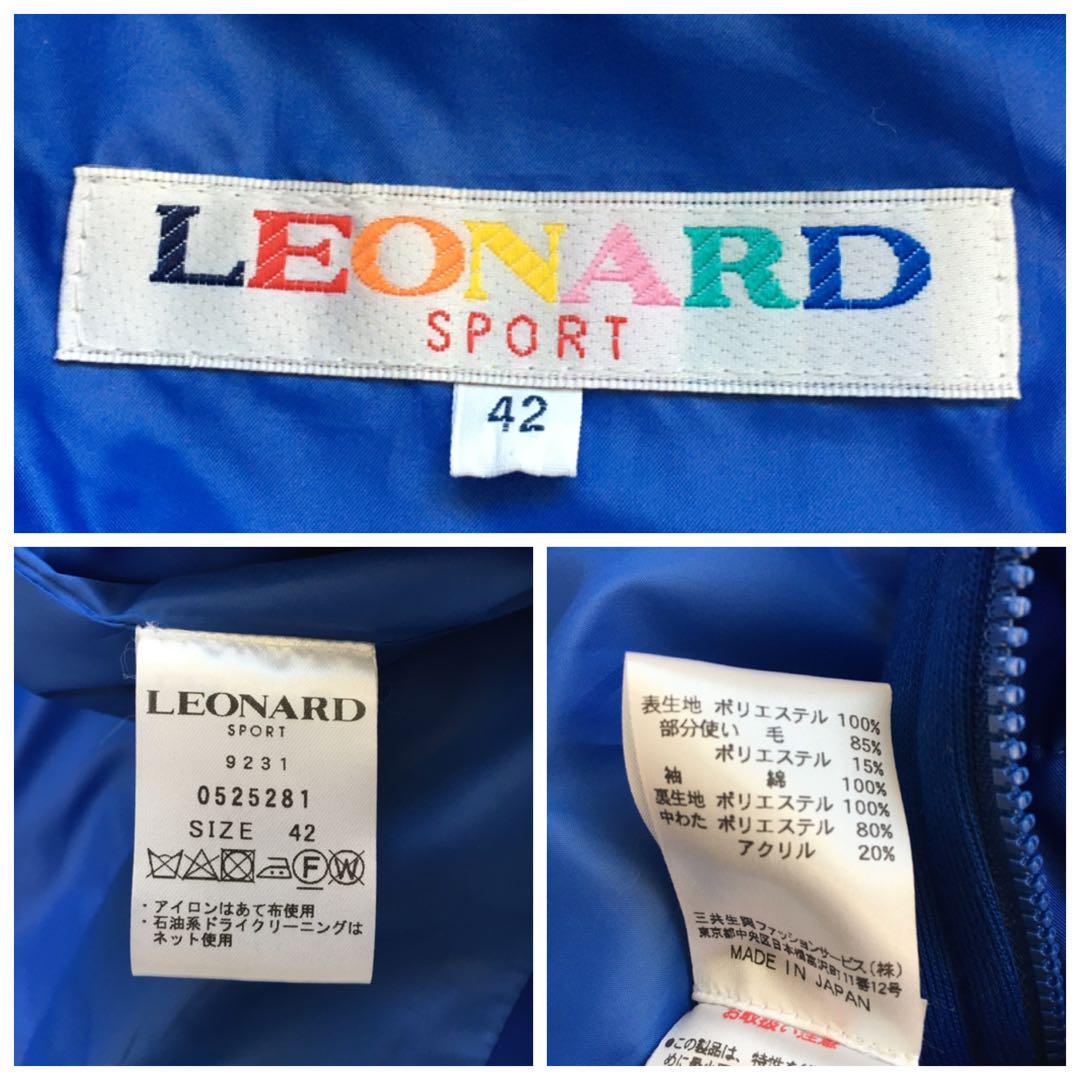 LEONARD
SPORT
42
LEONARD
SPORT
9231
0525281
SIZE 42
F W
・アイロンはあて布使用
・石油系ドライクリーニングは
ネット使用
表生地 ポリエステル 100%
部分使い 毛 85%
ポリエステル 15%
袖 綿 100%
裏生地 ポリエステル 100%
中わた ポリエステル 80%
アクリル 20%
三共生興ファッションサービス(株)
東京都中央区日本橋富沢町11番12号
MADE IN JAPAN
お取扱い注意
●この製品は、特性を
めに